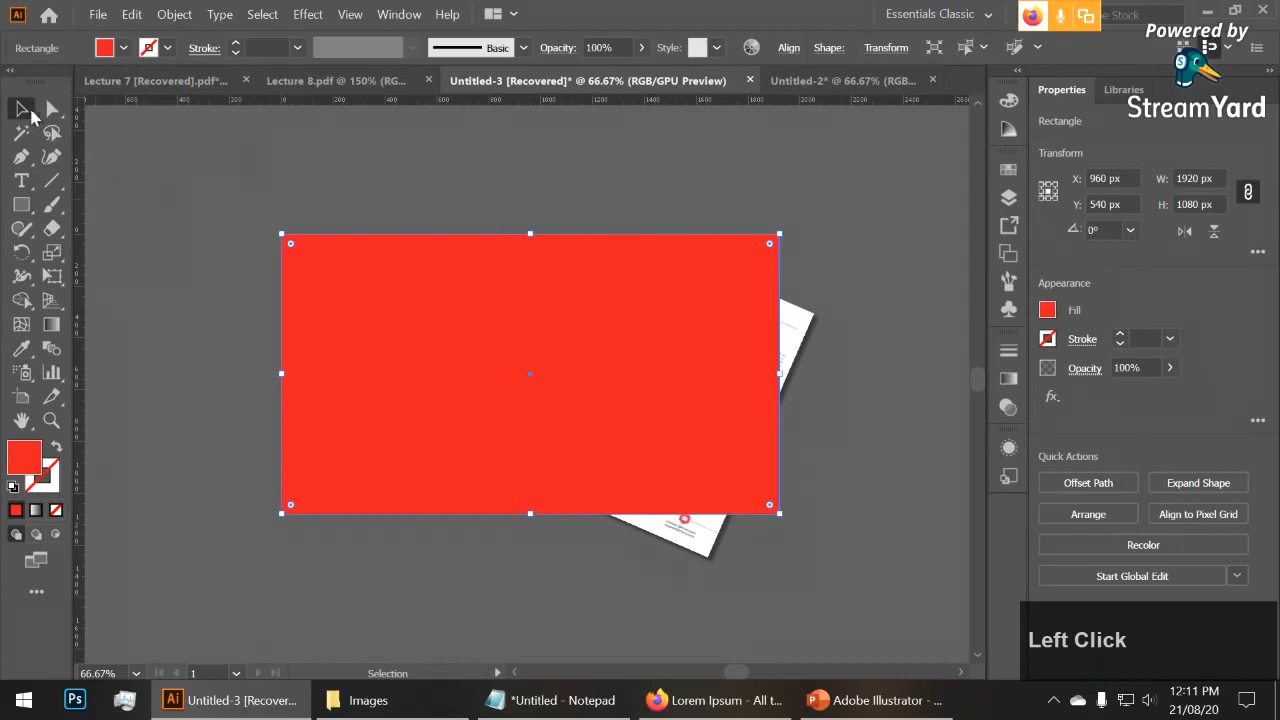 File Edit Object Type Select Effect View Window Help
Essentials Classic
Stock
Powered by
StreamYard
Rectangle
Stroke:
Basic
Opacity: 100%
Style:
Align
Shape:
Transform
Lecture 7 [Recovered].pdf*...
Lecture 8.pdf @ 150% (RG...
Untitled-3 [Recovered]* @ 66.67% (RGB/GPU Preview)
Untitled-2* @ 66.67% (RGB...
Properties
Libraries
Rectangle
Transform
X: 960 px
W: 1920 px
Y: 540 px
H: 1080 px
0°
Appearance
Fill
Stroke
Opacity
100%
fx.
Quick Actions
Offset Path
Expand Shape
Arrange
Align to Pixel Grid
Recolor
Start Global Edit
Left Click
66.67%
1
Selection
Untitled-3 [Recover...
Images
*Untitled - Notepad
Lorem Ipsum - All t...
Adobe Illustrator - ...
12:11 PM
21/08/20